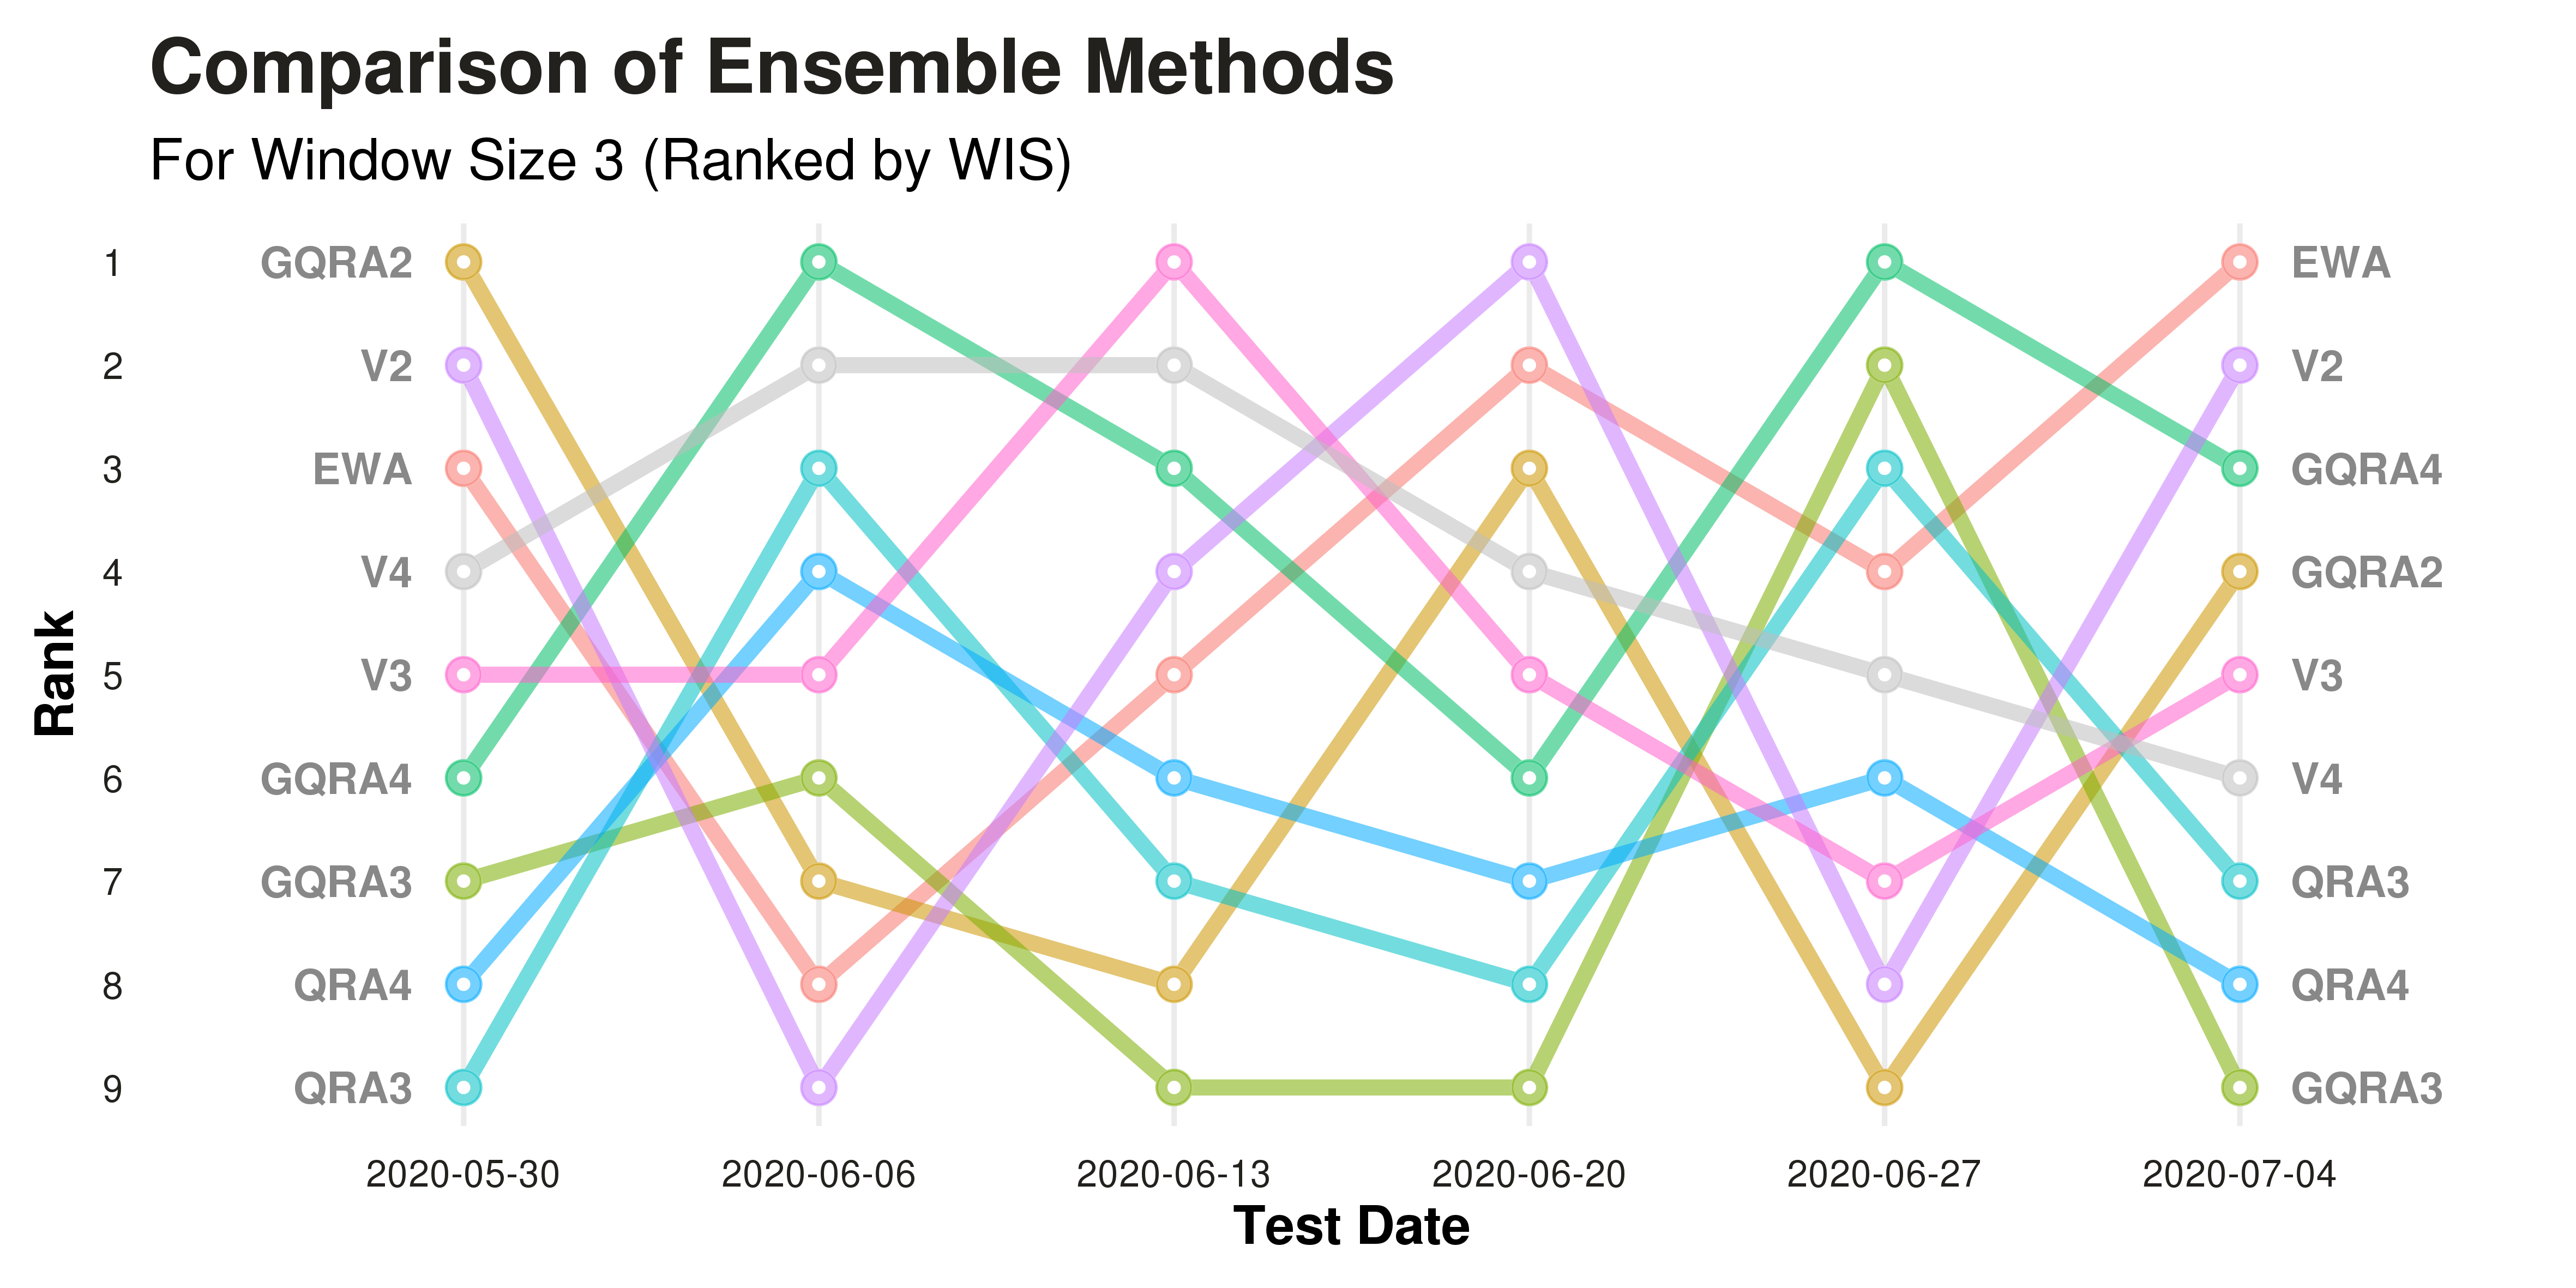 Comparison of Ensemble Methods
For Window Size 3 (Ranked by WIS)
1 GQRA2 EWA
2 V2 V2
3 EWA GQRA4
4 V4 GQRA2
5 V3 V3
6 GQRA4 V4
7 GQRA3 QRA3
8 QRA4 QRA4
9 QRA3 GQRA3
Rank
2020-05-30 2020-06-06 2020-06-13 2020-06-20 2020-06-27 2020-07-04
Test Date